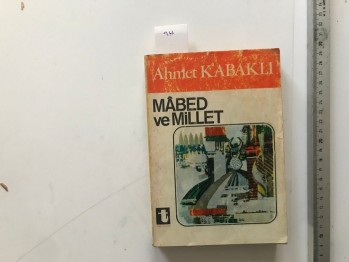 Ahmet KABAKLI
MÂBED
ve MİLLET
t